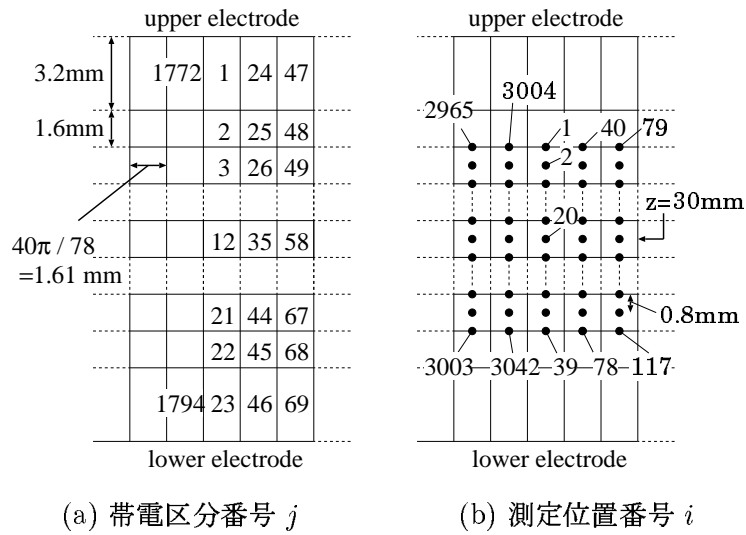 upper electrode
3.2mm
1772 1 24 47
1.6mm
2 25 48
3 26 49
40π / 78
=1.61 mm
12 35 58
21 44 67
22 45 68
1794 23 46 69
lower electrode
(a) 帯電区分番号 j
upper electrode
2965 3004 1 40 79
2
z=30mm
20
0.8mm
3003 3042 39 78 117
lower electrode
(b) 測定位置番号 i